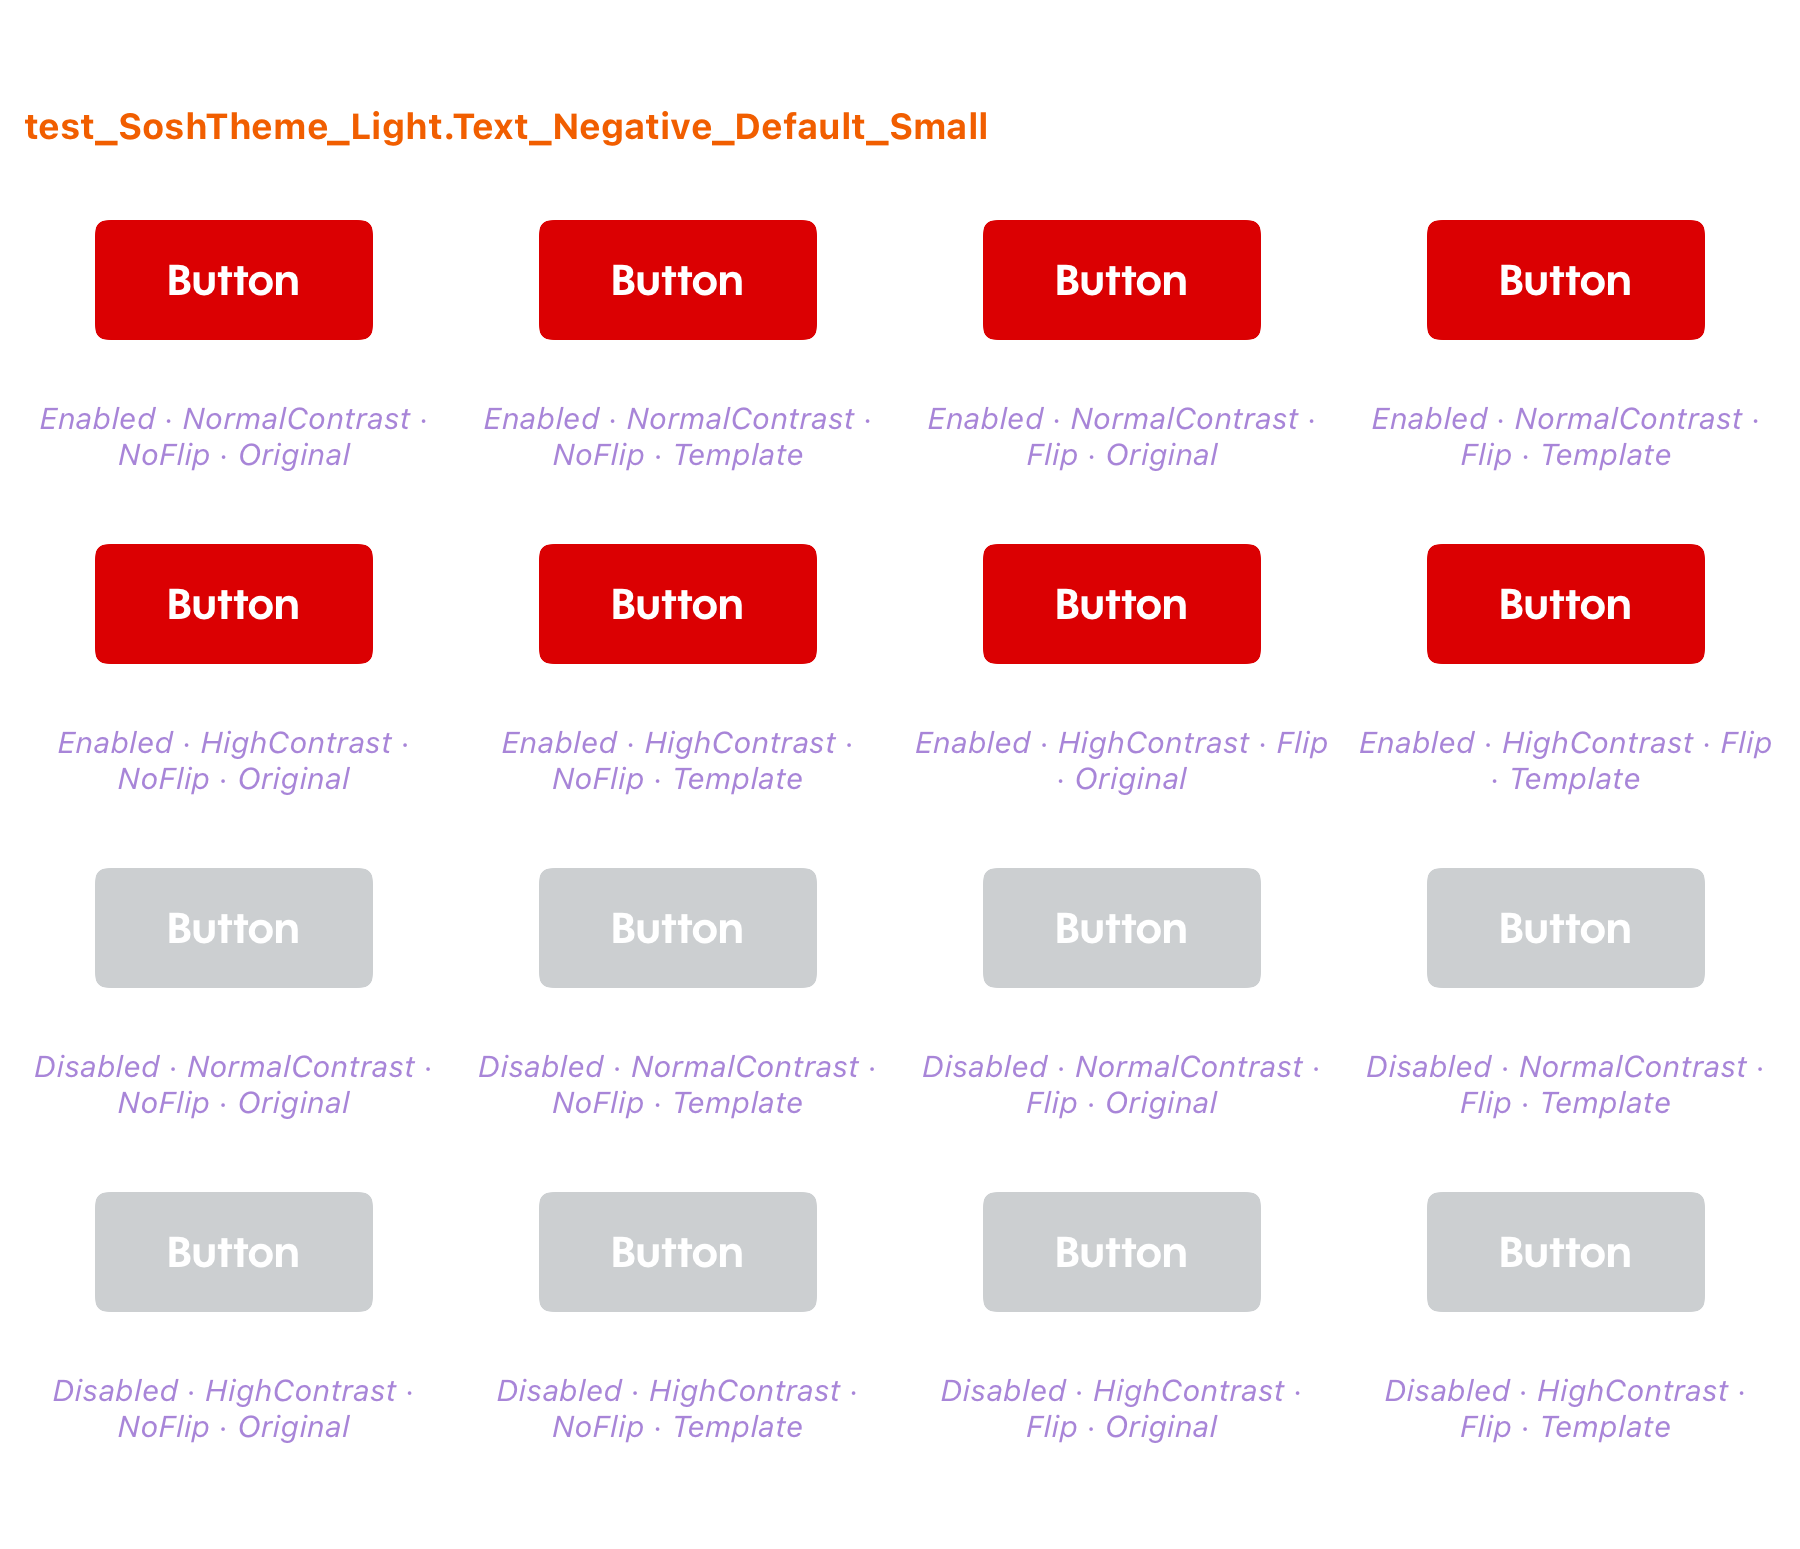 test_SoshTheme_Light.Text_Negative_Default_Small
Button Button Button Button
Enabled · NormalContrast ·
NoFlip · Original
Enabled · NormalContrast ·
NoFlip · Template
Enabled · NormalContrast ·
Flip · Original
Enabled · NormalContrast ·
Flip · Template
Button Button Button Button
Enabled · HighContrast ·
NoFlip · Original
Enabled · HighContrast ·
NoFlip · Template
Enabled · HighContrast · Flip
· Original
Enabled · HighContrast · Flip
· Template
Button Button Button Button
Disabled · NormalContrast ·
NoFlip · Original
Disabled · NormalContrast ·
NoFlip · Template
Disabled · NormalContrast ·
Flip · Original
Disabled · NormalContrast ·
Flip · Template
Button Button Button Button
Disabled · HighContrast ·
NoFlip · Original
Disabled · HighContrast ·
NoFlip · Template
Disabled · HighContrast ·
Flip · Original
Disabled · HighContrast ·
Flip · Template